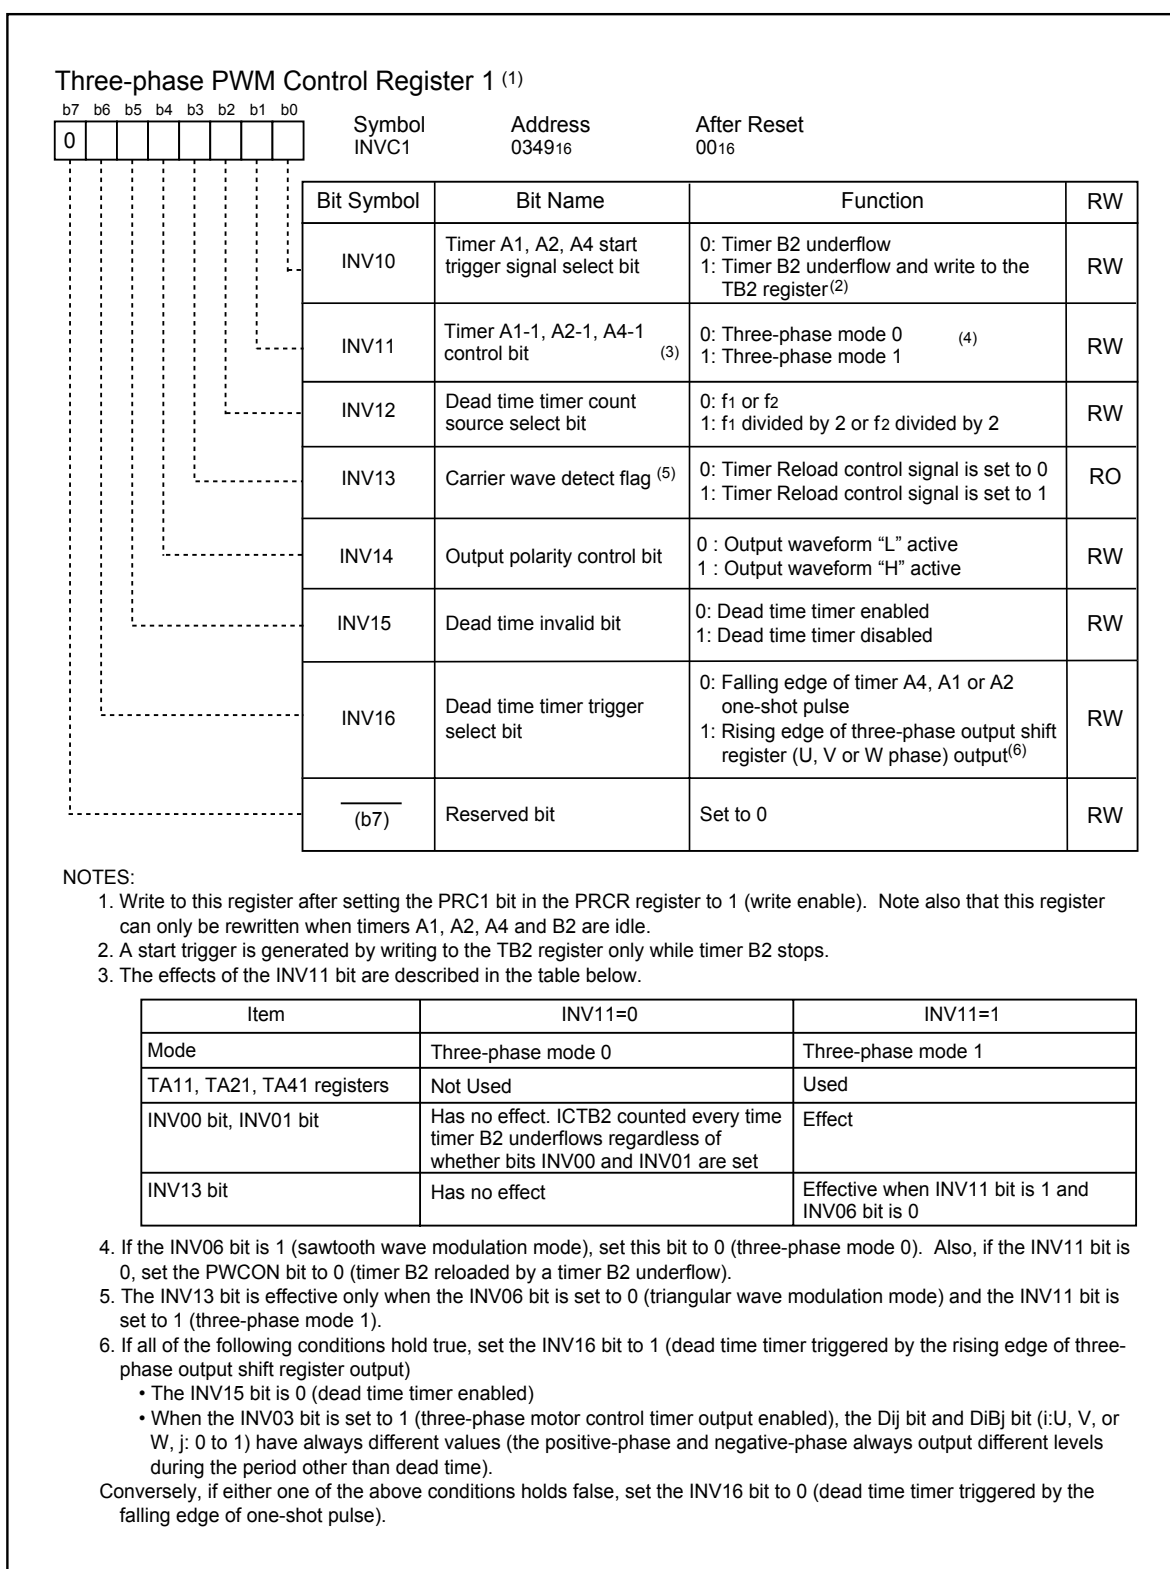 Three-phase PWM Control Register 1 (1)
b7 b6 b5 b4 b3 b2 b1 b0
0
Symbol Address After Reset
INVC1 034916 0016
Bit Symbol Bit Name Function RW
INV10
Timer A1, A2, A4 start
trigger signal select bit
0: Timer B2 underflow
1: Timer B2 underflow and write to the
TB2 register(2)
RW
INV11
Timer A1-1, A2-1, A4-1
control bit (3)
0: Three-phase mode 0 (4)
1: Three-phase mode 1
RW
INV12
Dead time timer count
source select bit
0: f1 or f2
1: f1 divided by 2 or f2 divided by 2
RW
INV13
Carrier wave detect flag (5)
0: Timer Reload control signal is set to 0
1: Timer Reload control signal is set to 1
RO
INV14
Output polarity control bit
0 : Output waveform “L” active
1 : Output waveform “H” active
RW
INV15
Dead time invalid bit
0: Dead time timer enabled
1: Dead time timer disabled
RW
INV16
Dead time timer trigger
select bit
0: Falling edge of timer A4, A1 or A2
one-shot pulse
1: Rising edge of three-phase output shift
register (U, V or W phase) output(6)
RW
(b7)
Reserved bit
Set to 0
RW
NOTES:
1. Write to this register after setting the PRC1 bit in the PRCR register to 1 (write enable). Note also that this register
can only be rewritten when timers A1, A2, A4 and B2 are idle.
2. A start trigger is generated by writing to the TB2 register only while timer B2 stops.
3. The effects of the INV11 bit are described in the table below.
Item INV11=0 INV11=1
Mode Three-phase mode 0 Three-phase mode 1
TA11, TA21, TA41 registers Not Used Used
INV00 bit, INV01 bit
Has no effect. ICTB2 counted every time
timer B2 underflows regardless of
whether bits INV00 and INV01 are set
Effect
INV13 bit
Has no effect
Effective when INV11 bit is 1 and
INV06 bit is 0
4. If the INV06 bit is 1 (sawtooth wave modulation mode), set this bit to 0 (three-phase mode 0). Also, if the INV11 bit is
0, set the PWCON bit to 0 (timer B2 reloaded by a timer B2 underflow).
5. The INV13 bit is effective only when the INV06 bit is set to 0 (triangular wave modulation mode) and the INV11 bit is
set to 1 (three-phase mode 1).
6. If all of the following conditions hold true, set the INV16 bit to 1 (dead time timer triggered by the rising edge of three-
phase output shift register output)
• The INV15 bit is 0 (dead time timer enabled)
• When the INV03 bit is set to 1 (three-phase motor control timer output enabled), the Dij bit and DiBj bit (i:U, V, or
W, j: 0 to 1) have always different values (the positive-phase and negative-phase always output different levels
during the period other than dead time).
Conversely, if either one of the above conditions holds false, set the INV16 bit to 0 (dead time timer triggered by the
falling edge of one-shot pulse).